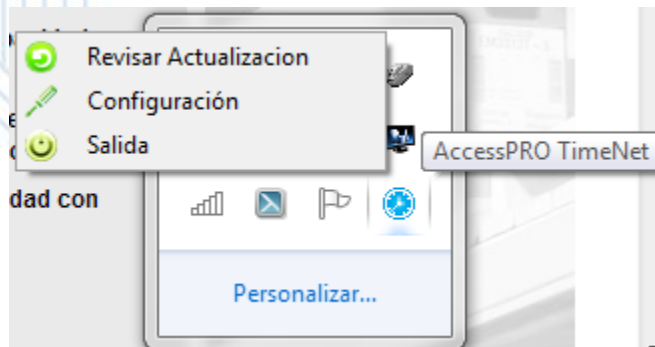 Revisar Actualizacion
Configuración
Salida
AccessPRO TimeNet
dad con
Personalizar...